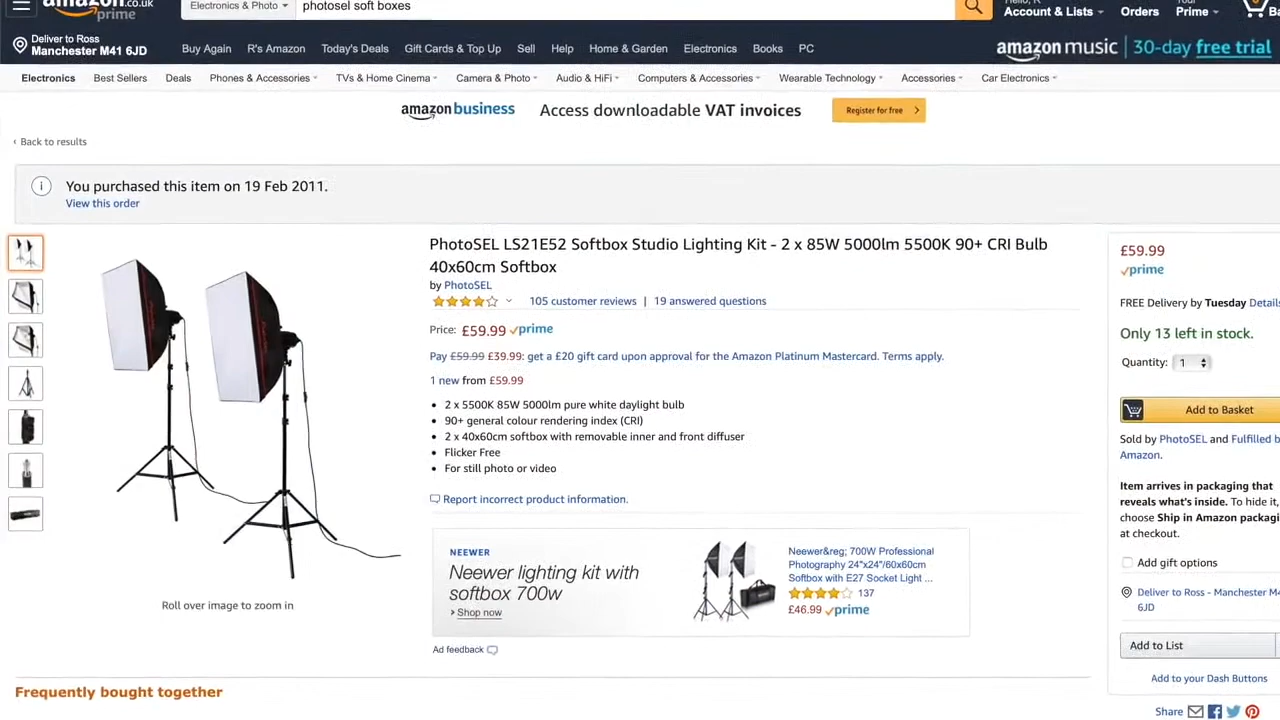 amazon.co.uk
prime
Electronics & Photo
photosel soft boxes
Account & Lists
Orders
Prime
Deliver to Ross
Manchester M41 6JD
Buy Again
R's Amazon
Today's Deals
Gift Cards & Top Up
Sell
Help
Home & Garden
Electronics
Books
PC
amazon music | 30-day free trial
Electronics
Best Sellers
Deals
Phones & Accessories
TVs & Home Cinema
Camera & Photo
Audio & HiFi
Computers & Accessories
Wearable Technology
Accessories
Car Electronics
amazon business
Access downloadable VAT invoices
Register for free
‹ Back to results
You purchased this item on 19 Feb 2011.
View this order
PhotoSEL LS21E52 Softbox Studio Lighting Kit - 2 x 85W 5000lm 5500K 90+ CRI Bulb
40x60cm Softbox
by PhotoSEL
105 customer reviews | 19 answered questions
Price: £59.99 prime
Pay £59.99 £39.99: get a £20 gift card upon approval for the Amazon Platinum Mastercard. Terms apply.
1 new from £59.99
• 2 x 5500K 85W 5000lm pure white daylight bulb
• 90+ general colour rendering index (CRI)
• 2 x 40x60cm softbox with removable inner and front diffuser
• Flicker Free
• For still photo or video
Report incorrect product information.
NEEWER
Neewer lighting kit with
softbox 700w
› Shop now
Neewer&reg; 700W Professional
Photography 24"x24"/60x60cm
Softbox with E27 Socket Light ...
137
£46.99 prime
Ad feedback
Roll over image to zoom in
Frequently bought together
£59.99
prime
FREE Delivery by Tuesday Details
Only 13 left in stock.
Quantity: 1
Add to Basket
Sold by PhotoSEL and Fulfilled b
Amazon.
Item arrives in packaging that
reveals what's inside. To hide it,
choose Ship in Amazon packagi
at checkout.
Add gift options
Deliver to Ross - Manchester M4
6JD
Add to List
Add to your Dash Buttons
Share